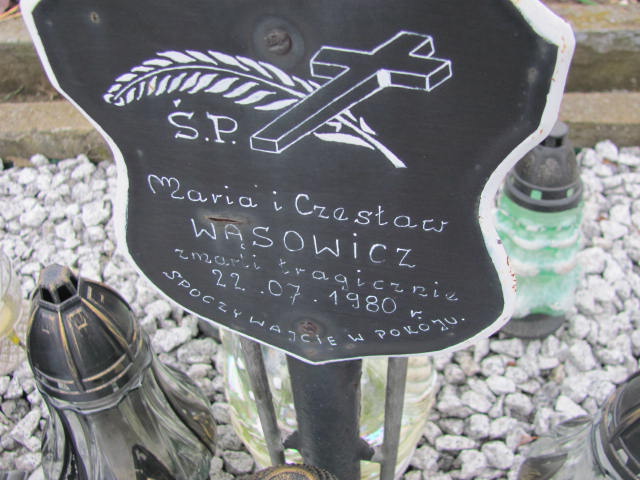 Ś.P.
Maria i Czesław
WĄSOWICZ
zmarli tragicznie
22.07.1980 r.
SPOCZYWAJCIE W POKOJU.